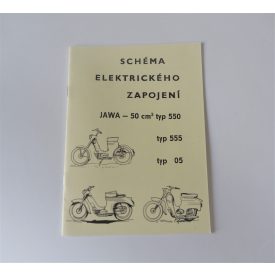 SCHÉMA
ELEKTRICKÉHO
ZAPOJENÍ
JAWA – 50 cm³ typ 550
typ 555
typ 05